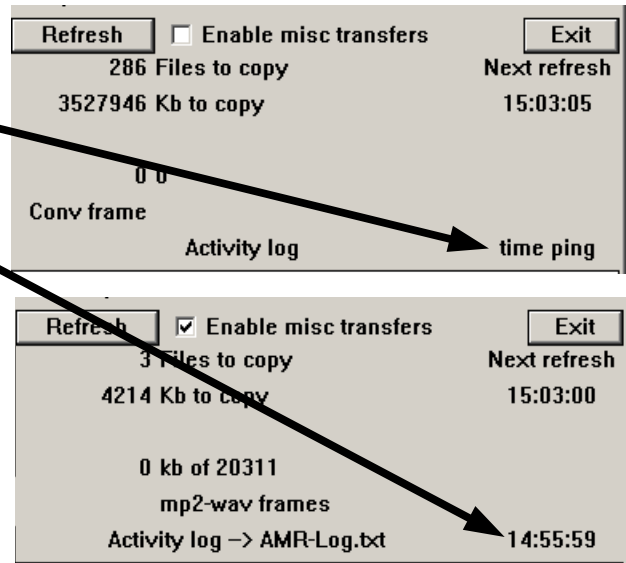 Refresh Enable misc transfers Exit
286 Files to copy Next refresh
3527946 Kb to copy 15:03:05
0 0
Conv frame
Activity log time ping
Refresh Enable misc transfers Exit
3 Files to copy Next refresh
4214 Kb to copy 15:03:00
0 kb of 20311
mp2-wav frames
Activity log -> AMR-Log.txt 14:55:59